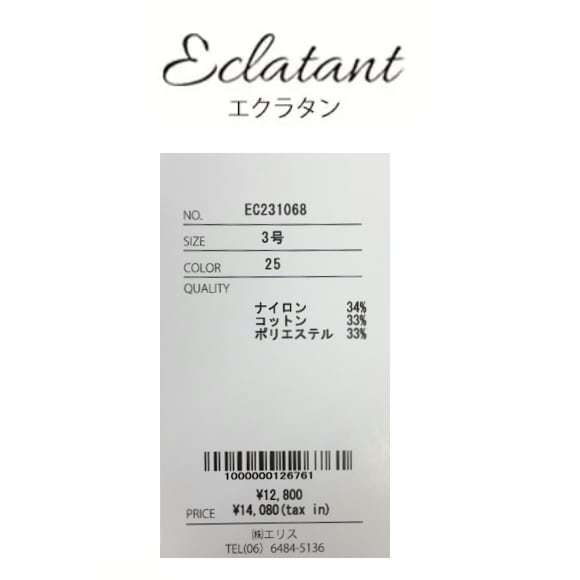 Eclatant
エクラタン
NO. EC231068
SIZE 3号
COLOR 25
QUALITY
ナイロン 34%
コットン 33%
ポリエステル 33%
1000000126761
¥12,800
PRICE ¥14,080(tax in)
㈱エリス
TEL(06) 6484-5136